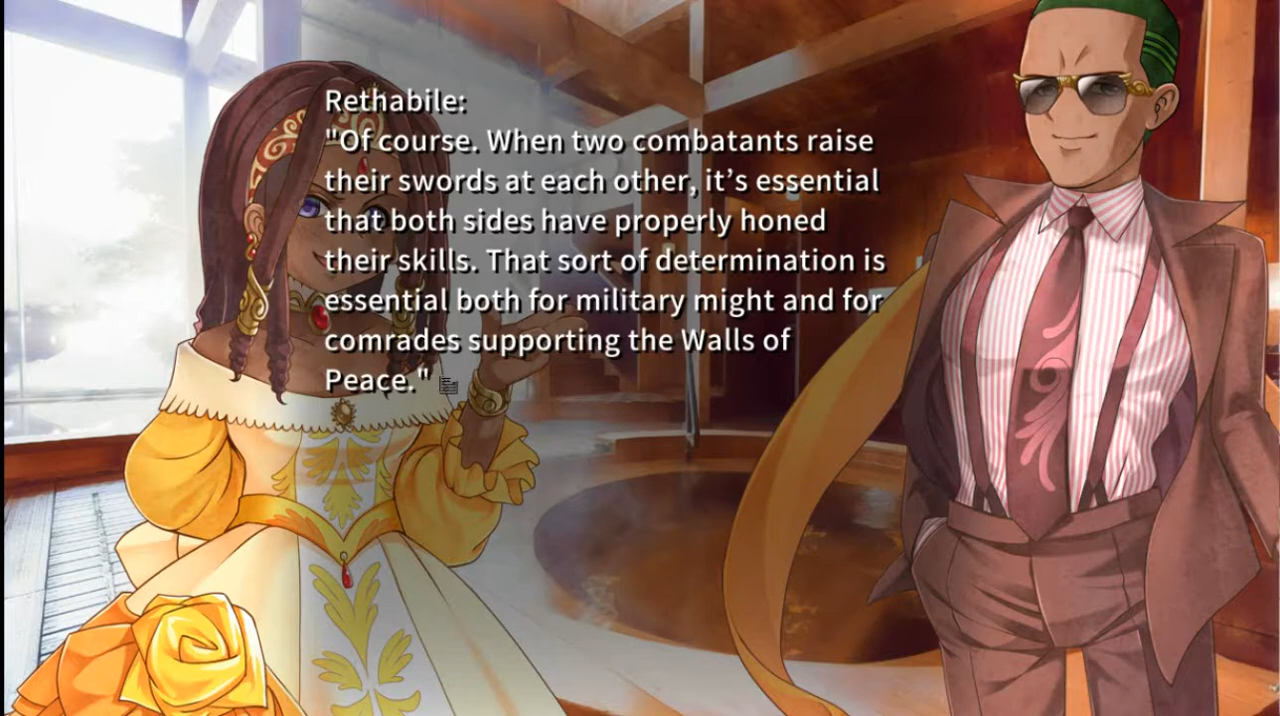 Rethabile:
"Of course. When two combatants raise
their swords at each other, it’s essential
that both sides have properly honed
their skills. That sort of determination is
essential both for military might and for
comrades supporting the Walls of
Peace."